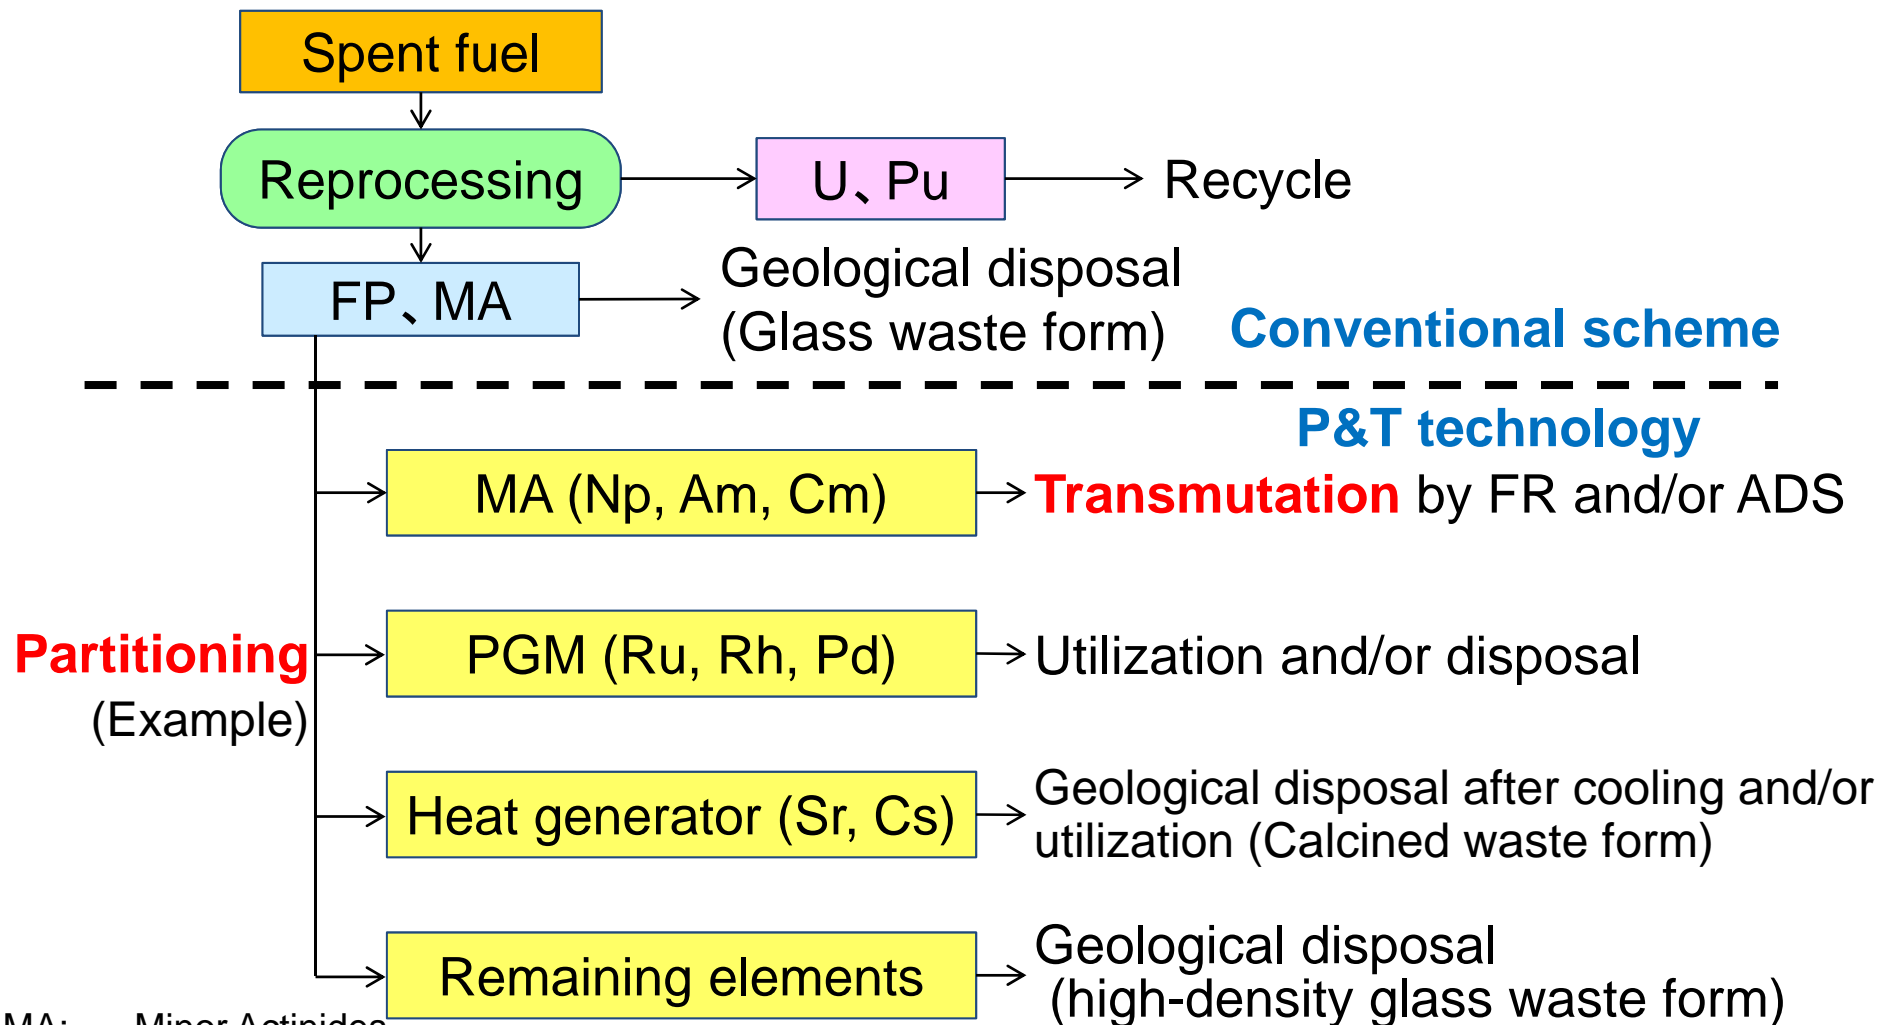 Spent fuel
Reprocessing
U、Pu
Recycle
FP、MA
Geological disposal
(Glass waste form)
Conventional scheme
P&T technology
MA (Np, Am, Cm)
Transmutation by FR and/or ADS
Partitioning
(Example)
PGM (Ru, Rh, Pd)
Utilization and/or disposal
Heat generator (Sr, Cs)
Geological disposal after cooling and/or
utilization (Calcined waste form)
Remaining elements
Geological disposal
(high-density glass waste form)
MA: Minor Actinides